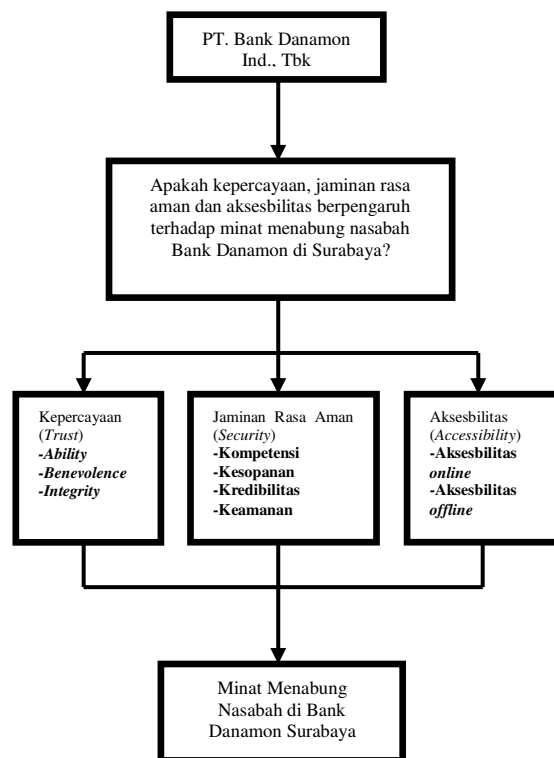 PT. Bank Danamon
Ind., Tbk
Apakah kepercayaan, jaminan rasa
aman dan aksesbilitas berpengaruh
terhadap minat menabung nasabah
Bank Danamon di Surabaya?
Kepercayaan
(Trust)
-Ability
-Benevolence
-Integrity
Jaminan Rasa Aman
(Security)
-Kompetensi
-Kesopanan
-Kredibilitas
-Keamanan
Aksesbilitas
(Accessibility)
-Aksesbilitas
online
-Aksesbilitas
offline
Minat Menabung
Nasabah di Bank
Danamon Surabaya